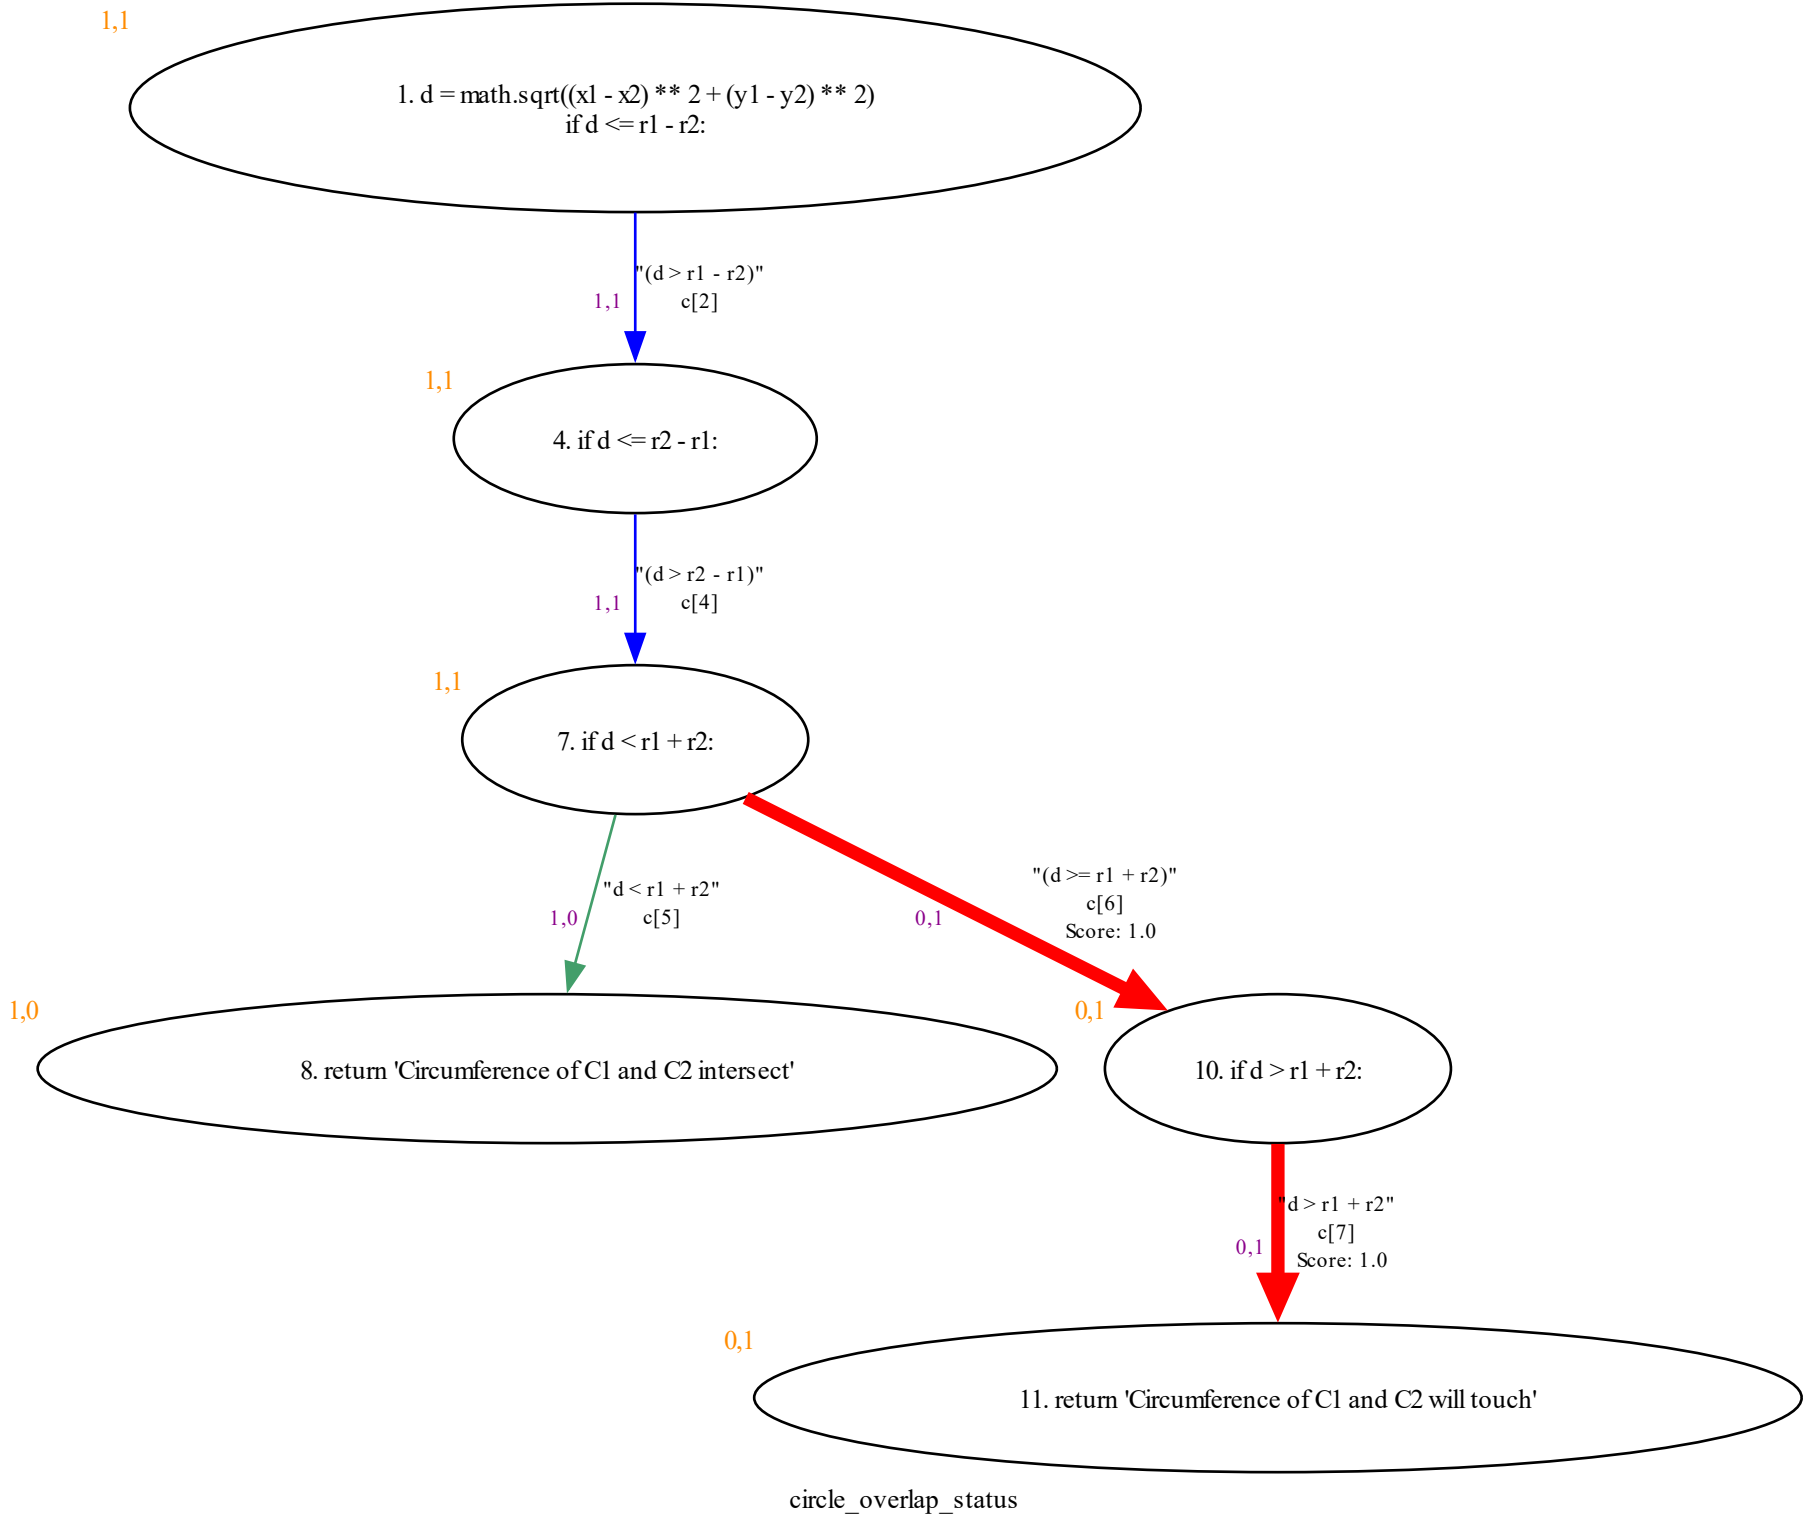 1,1
1. d = math.sqrt((x1 - x2) ** 2 + (y1 - y2) ** 2)
if d <= r1 - r2:
"(d > r1 - r2)"
1,1
c[2]
1,1
4. if d <= r2 - r1:
"(d > r2 - r1)"
1,1
c[4]
1,1
7. if d < r1 + r2:
"d < r1 + r2"
1,0
c[5]
"(d >= r1 + r2)"
0,1
c[6]
Score: 1.0
1,0
8. return 'Circumference of C1 and C2 intersect'
0,1
10. if d > r1 + r2:
"d > r1 + r2"
c[7]
0,1
Score: 1.0
0,1
11. return 'Circumference of C1 and C2 will touch'
circle_overlap_status